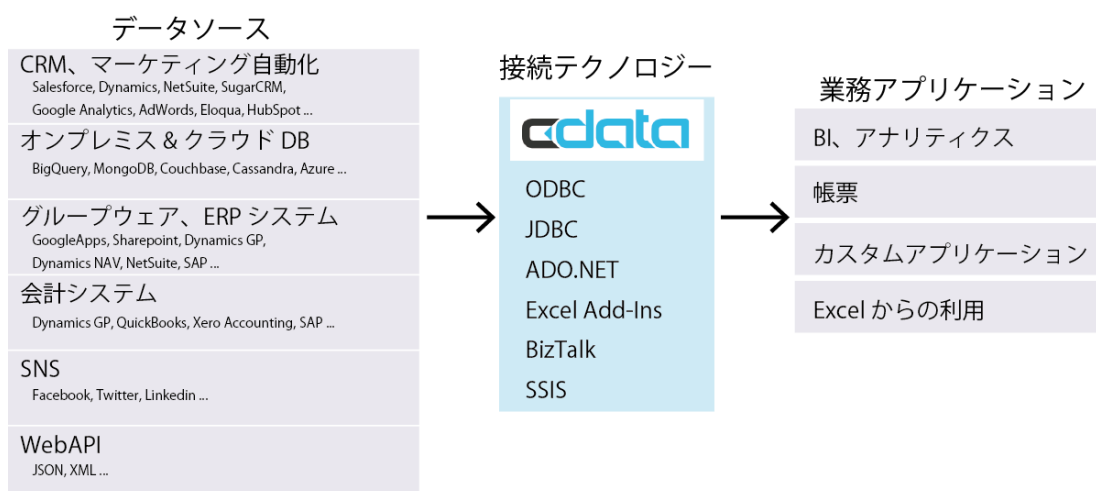 データソース
CRM、マーケティング自動化
Salesforce, Dynamics, NetSuite, SugarCRM,
Google Analytics, AdWords, Eloqua, HubSpot ...
オンプレミス & クラウド DB
BigQuery, MongoDB, Couchbase, Cassandra, Azure ...
グループウェア、ERP システム
GoogleApps, Sharepoint, Dynamics GP,
Dynamics NAV, NetSuite, SAP ...
会計システム
Dynamics GP, QuickBooks, Xero Accounting, SAP ...
SNS
Facebook, Twitter, Linkedin ...
WebAPI
JSON, XML ...
接続テクノロジー
cdata
ODBC
JDBC
ADO.NET
Excel Add-Ins
BizTalk
SSIS
業務アプリケーション
BI、アナリティクス
帳票
カスタムアプリケーション
Excel からの利用